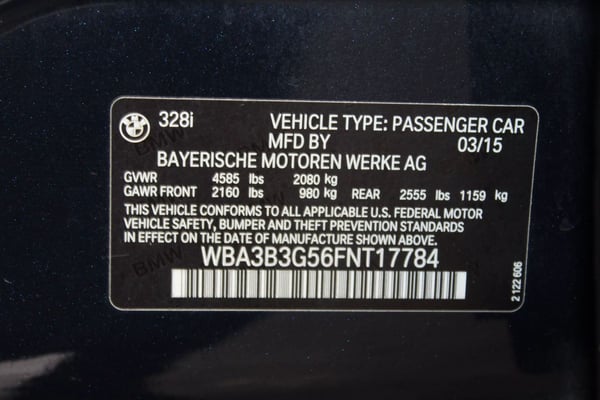 328i VEHICLE TYPE: PASSENGER CAR
MFD BY 03/15
BAYERISCHE MOTOREN WERKE AG
GVWR 4585 lbs 2080 kg
GAWR FRONT 2160 lbs 980 kg REAR 2555 lbs 1159 kg
THIS VEHICLE CONFORMS TO ALL APPLICABLE U.S. FEDERAL MOTOR
VEHICLE SAFETY, BUMPER AND THEFT PREVENTION STANDARDS
IN EFFECT ON THE DATE OF MANUFACTURE SHOWN ABOVE.
WBA3B3G56FNT17784
2 122 606
BMW
BMW